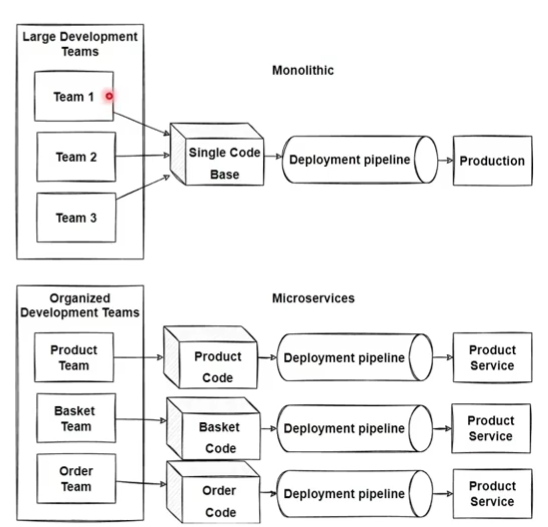 Large Development
Teams
Monolithic
Team 1
Team 2
Team 3
Single Code
Base
Deployment pipeline
Production
Organized
Development Teams
Microservices
Product
Team
Product
Code
Deployment pipeline
Product
Service
Basket
Team
Basket
Code
Deployment pipeline
Product
Service
Order
Team
Order
Code
Deployment pipeline
Product
Service